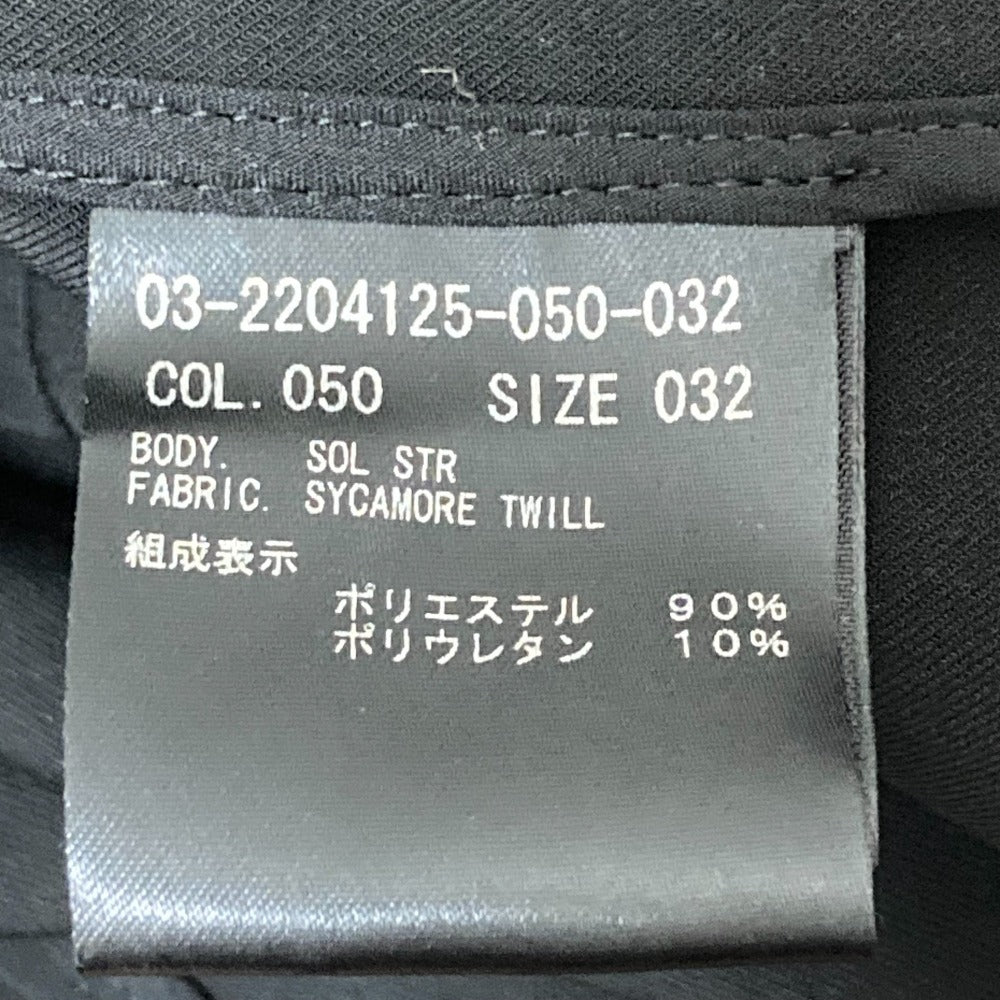 03-2204125-050-032
COL. 050 SIZE 032
BODY. SOL STR
FABRIC. SYCAMORE TWILL
組成表示
ポリエステル ９０％
ポリウレタン １０％